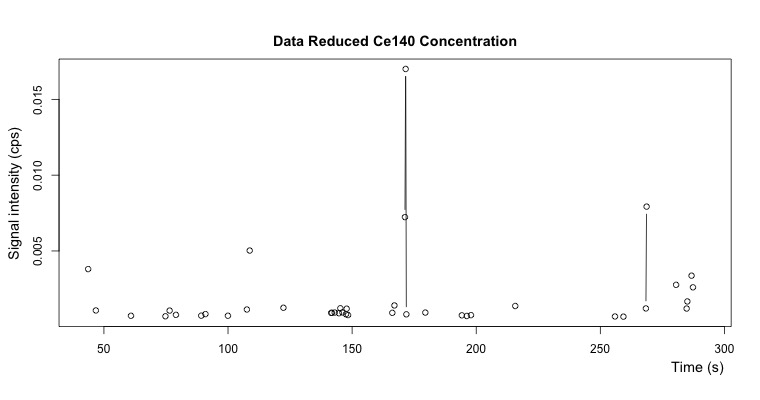 Data Reduced Ce140 Concentration
Signal intensity (cps)
0.015
0.010
0.005
50 100 150 200 250 300
Time (s)